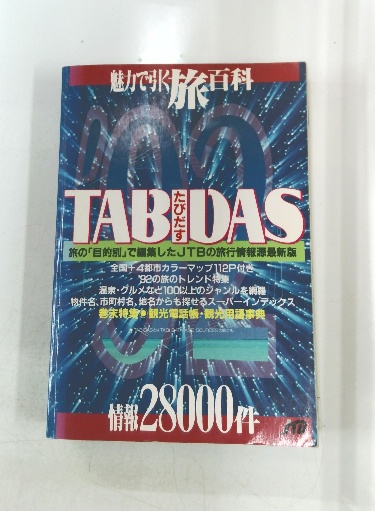 魅力で引く旅百科
TABIDAS
たびだす
旅の「目的別」で編集したJTBの旅行情報源最新版
全国+4都市カラーマップ112P付き
'92の旅のトレンド特集
温泉・グルメなど100以上のジャンルを網羅
物件名、市町村名、地名からも探せるスーパーインデックス
巻末特集●観光電話帳・観光用語事典
情報28000件
JTB